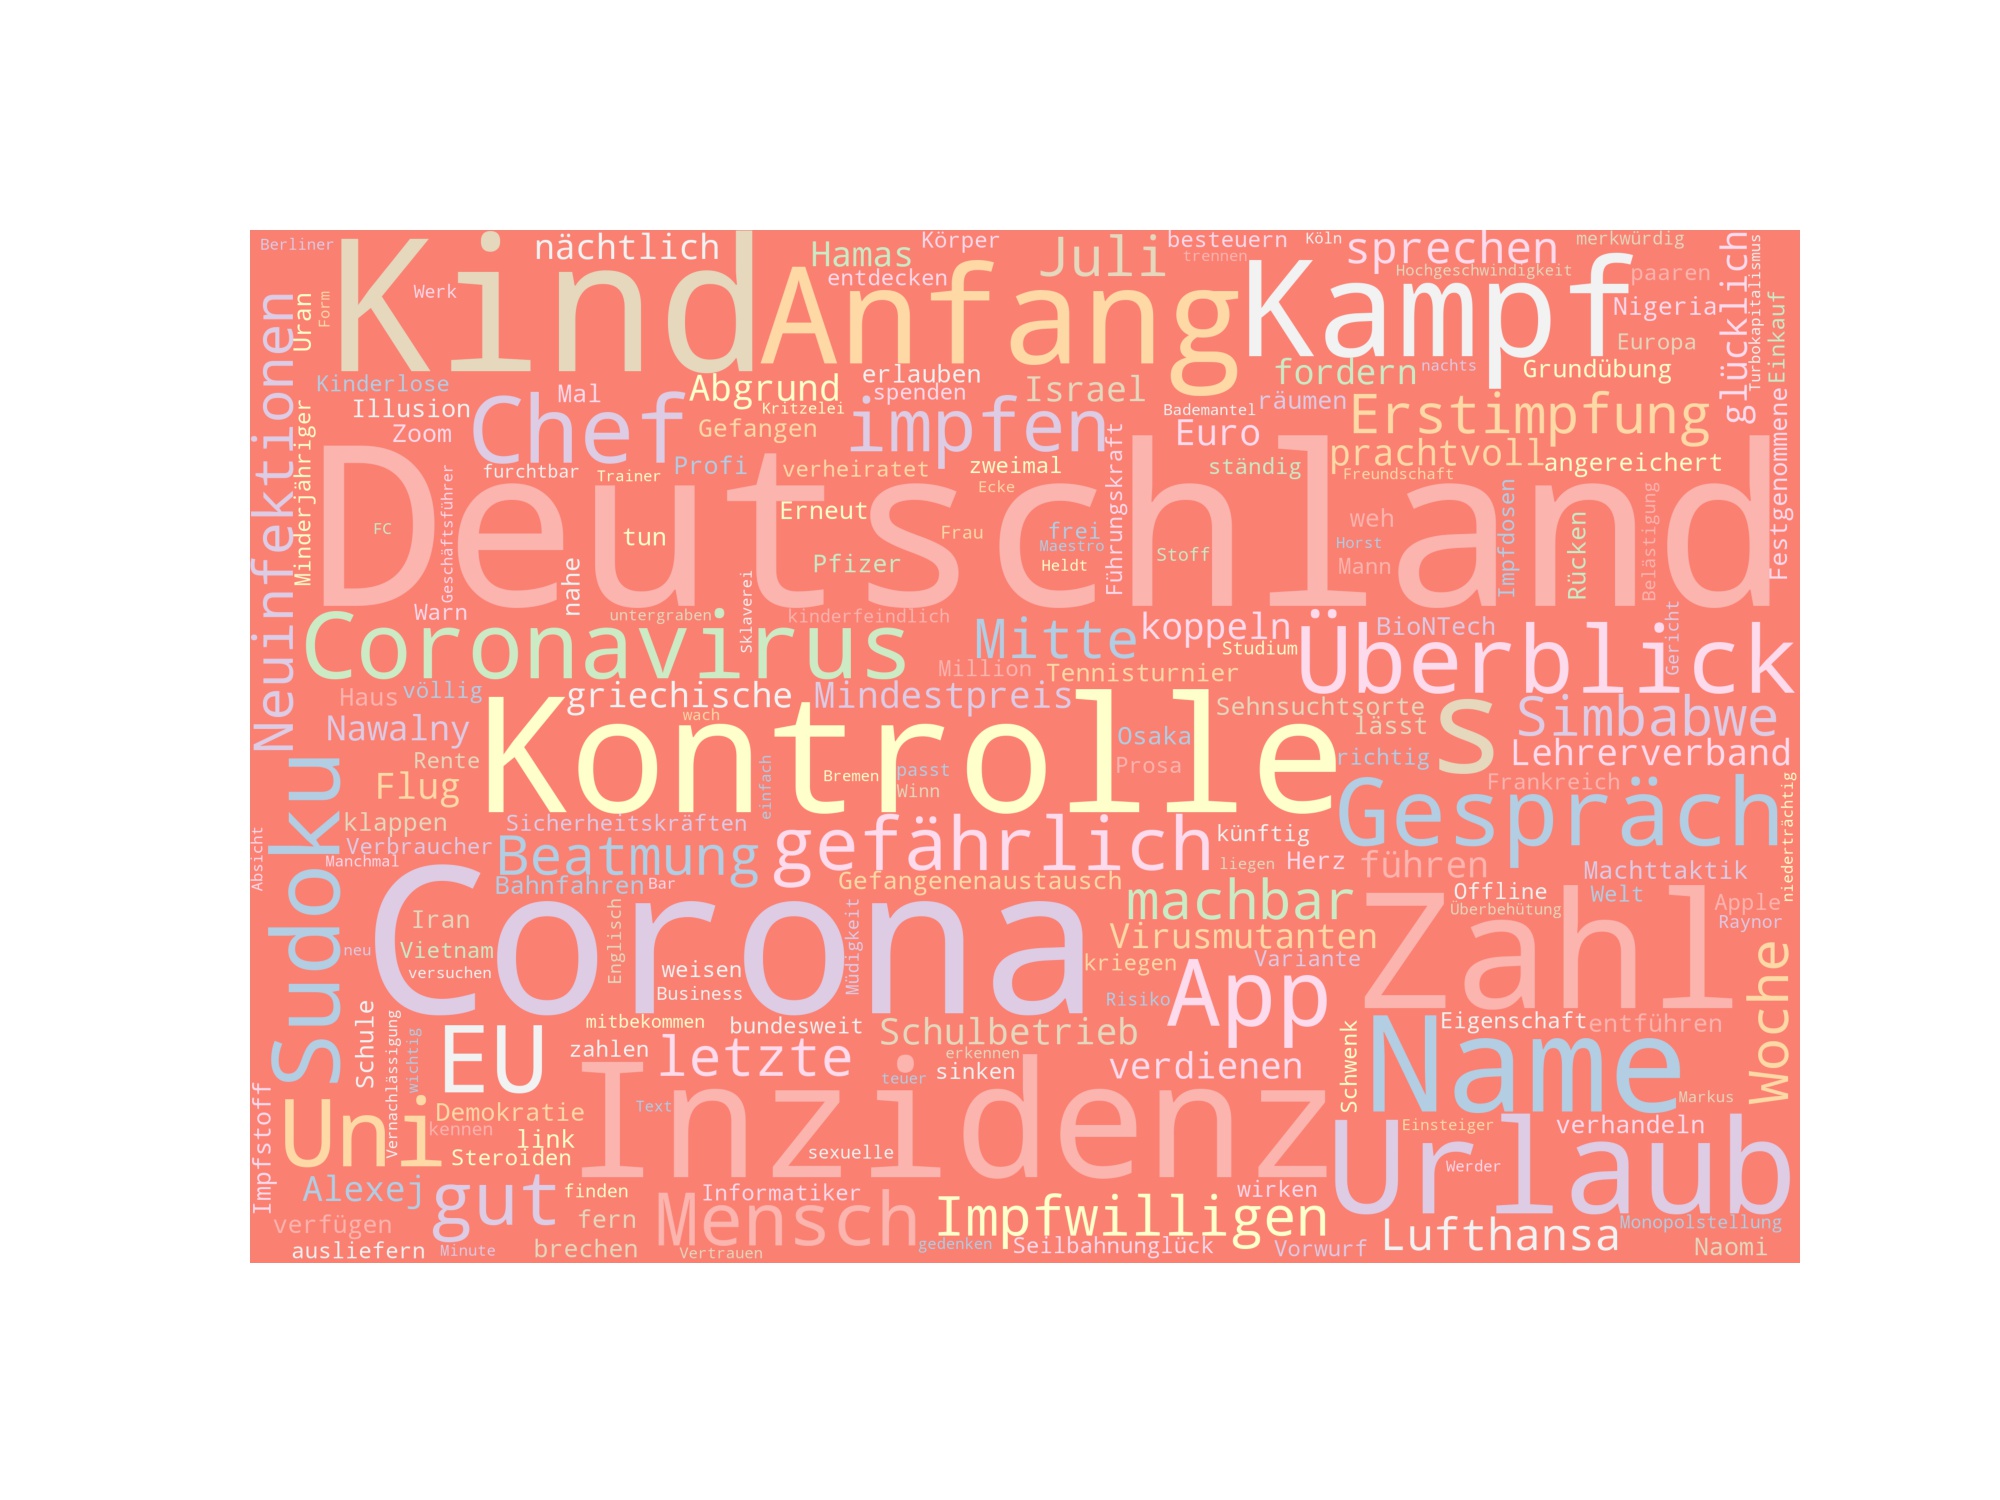 Berliner
Kind
nächtlich
Hamas
Körper
Juli
besteuern
Köln
sprechen
merkwürdig
glücklich
Turbokapitalismus
trennen
Anfang
Kampf
entdecken
Hochgeschwindigkeit
paaren
Werk
Form
Uran
Neuinfektionen
Nigeria
Einkauf
Europa
Kinderlose
Mal
Abgrund
erlauben
spenden
Israel
fordern
nachts
Grundübung
Illusion
Chef
Kritzelei
impfen
Bademantel
räumen
Erstimpfung
Zoom
Gefangen
Euro
Minderjähriger
furchtbar
Trainer
Profi
verheiratet
zweimal
Führungskraft
ständig
prachtvoll
angereichert
Freundschaft
Festgenommene
Deutschland
Geschäftsführer
Ecke
FC
tun
Erneut
Frau
frei
Maestro
Heldt
Stoff
weh
Horst
Mann
Impfdosen
Rücken
Belästigung
Pfizer
nahe
Warn
untergraben
Sklaverei
kinderfeindlich
Coronavirus
Mitte
koppeln
Studium
BioNTech
Überblick
Gericht
Million
Tennisturnier
Haus
völlig
griechische
Mindestpreis
Sehnsuchtsorte
s
Simbabwe
Nawalny
wach
Kontrolle
Osaka
lässt
Lehrerverband
Rente
Flug
einfach
Bremen
passt
Winn
Prosa
richtig
Frankreich
Gespräch
niederträchtig
Sudoku
klappen
Sicherheitskräften
gefährlich
künftig
Absicht
Verbraucher
Manchmal
Beatmung
liegen
Herz
führen
Machttaktik
Bahnfahren
Bar
Gefangenenaustausch
machbar
Offline
Welt
Überbehütung
Apple
Raynor
Iran
Corona
Englisch
Müdigkeit
Zahl
Vietnam
neu
versuchen
weisen
Business
Virusmutanten
kriegen
Variante
Risiko
App
Woche
Schule
Vernachlässigung
wichtig
EU
mitbekommen
bundesweit
Schulbetrieb
Schwenk
Eigenschaft
entführen
zahlen
letzte
erkennen
sinken
verdienen
Name
teuer
Inzidenz
Impfstoff
Uni
Demokratie
Text
kennen
link
Steroiden
sexuelle
Markus
Einsteiger
verhandeln
Urlaub
Werder
Alexej
gut
finden
Informatiker
wirken
verfügen
fern
Mensch
Impfwilligen
Lufthansa
Monopolstellung
ausliefern
Minute
brechen
Vertrauen
gedenken
Seilbahnunglück
Vorwurf
Naomi